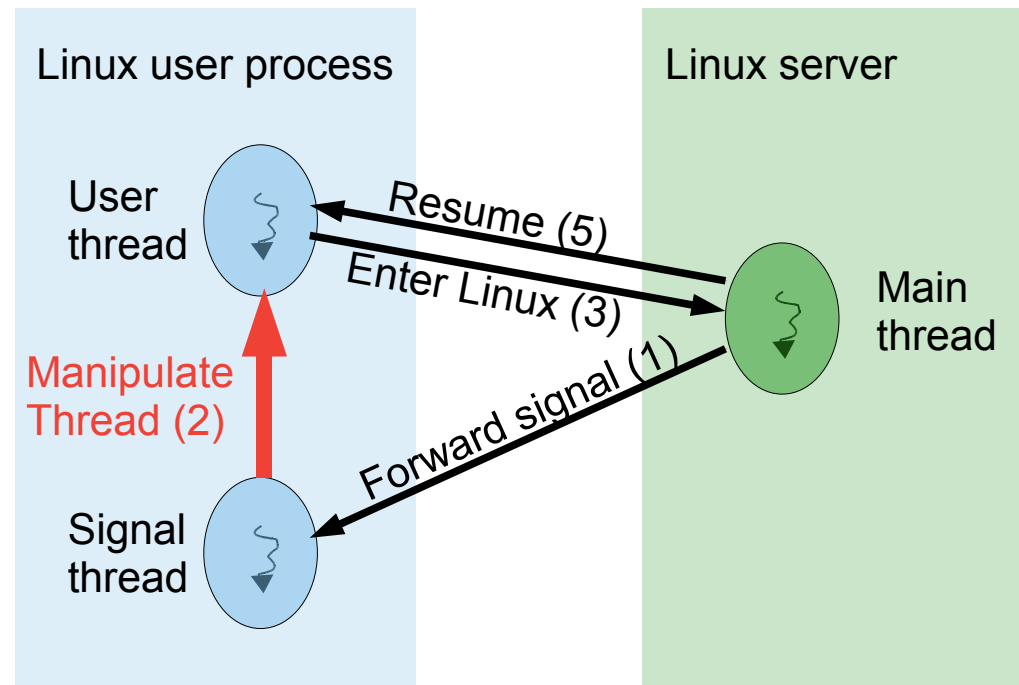 Linux user process
Linux server
User
thread
Resume (5)
Enter Linux (3)
Main
thread
Manipulate
Thread (2)
Forward signal (1)
Signal
thread